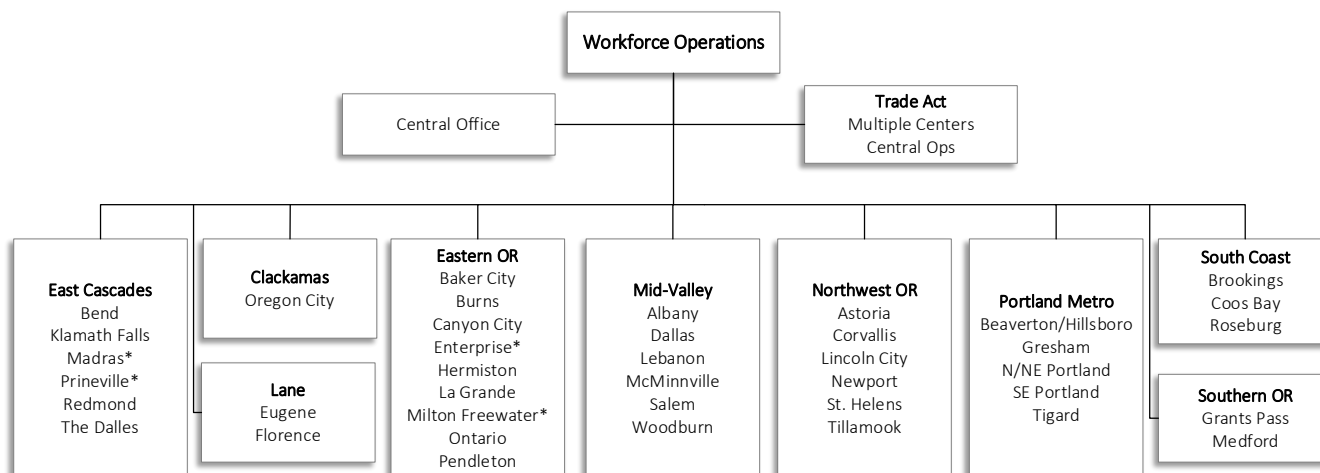 Workforce Operations
Central Office
Trade Act
Multiple Centers
Central Ops
East Cascades
Bend
Klamath Falls
Madras*
Prineville*
Redmond
The Dalles
Clackamas
Oregon City
Lane
Eugene
Florence
Eastern OR
Baker City
Burns
Canyon City
Enterprise*
Hermiston
La Grande
Milton Freewater*
Ontario
Pendleton
Mid-Valley
Albany
Dallas
Lebanon
McMinnville
Salem
Woodburn
Northwest OR
Astoria
Corvallis
Lincoln City
Newport
St. Helens
Tillamook
Portland Metro
Beaverton/Hillsboro
Gresham
N/NE Portland
SE Portland
Tigard
South Coast
Brookings
Coos Bay
Roseburg
Southern OR
Grants Pass
Medford